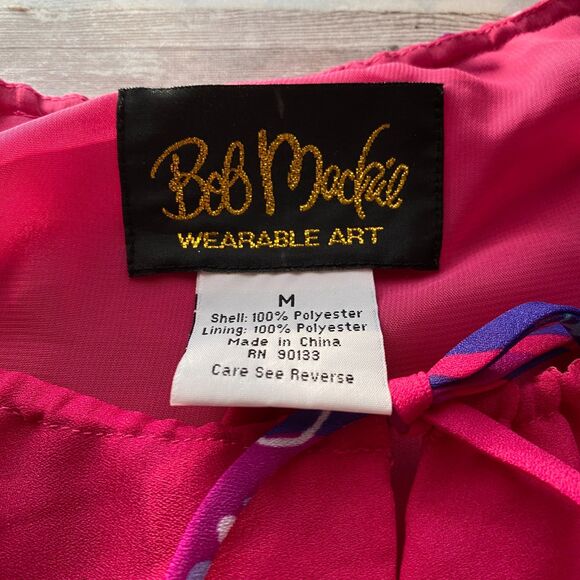 Bob Mackie
WEARABLE ART
M
Shell: 100% Polyester
Lining: 100% Polyester
Made in China
RN 90133
Care See Reverse